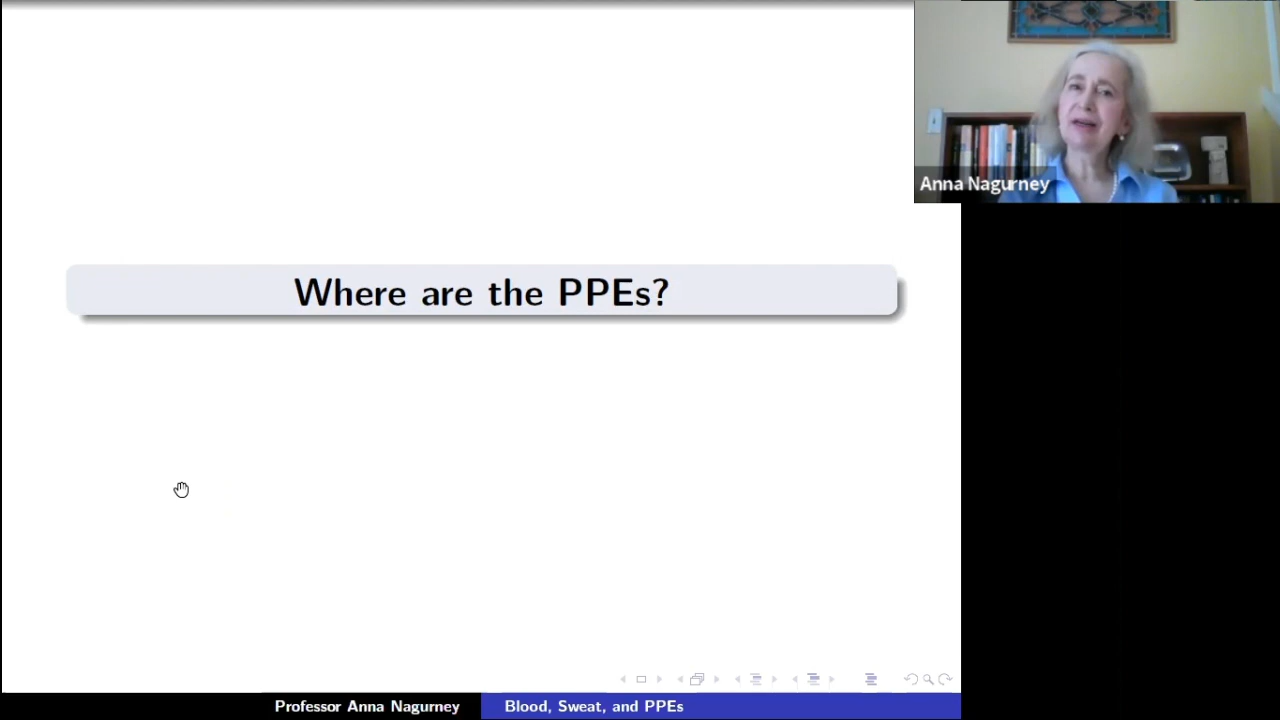 Anna Nagurney
Where are the PPEs?
Professor Anna Nagurney
Blood, Sweat, and PPEs